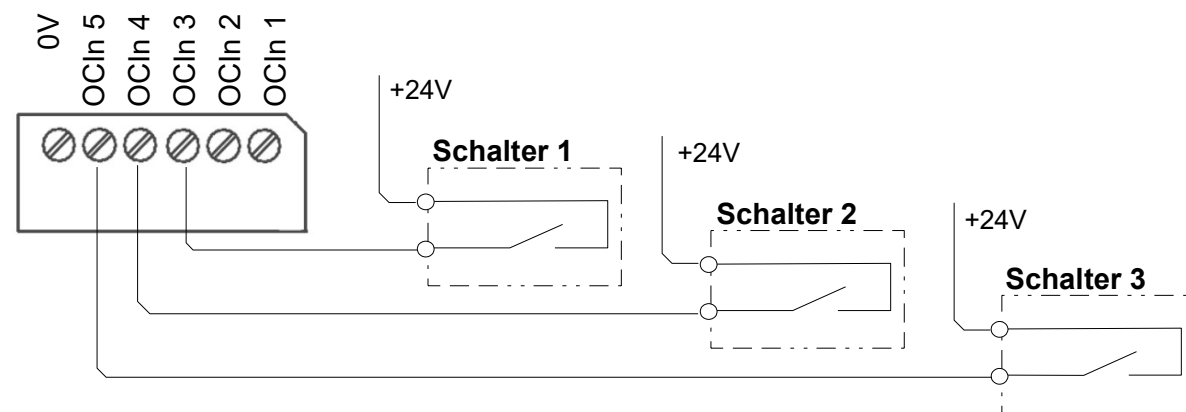 0V
OCIn 5
OCIn 4
OCIn 3
OCIn 2
OCIn 1
+24V
Schalter 1
+24V
Schalter 2
+24V
Schalter 3